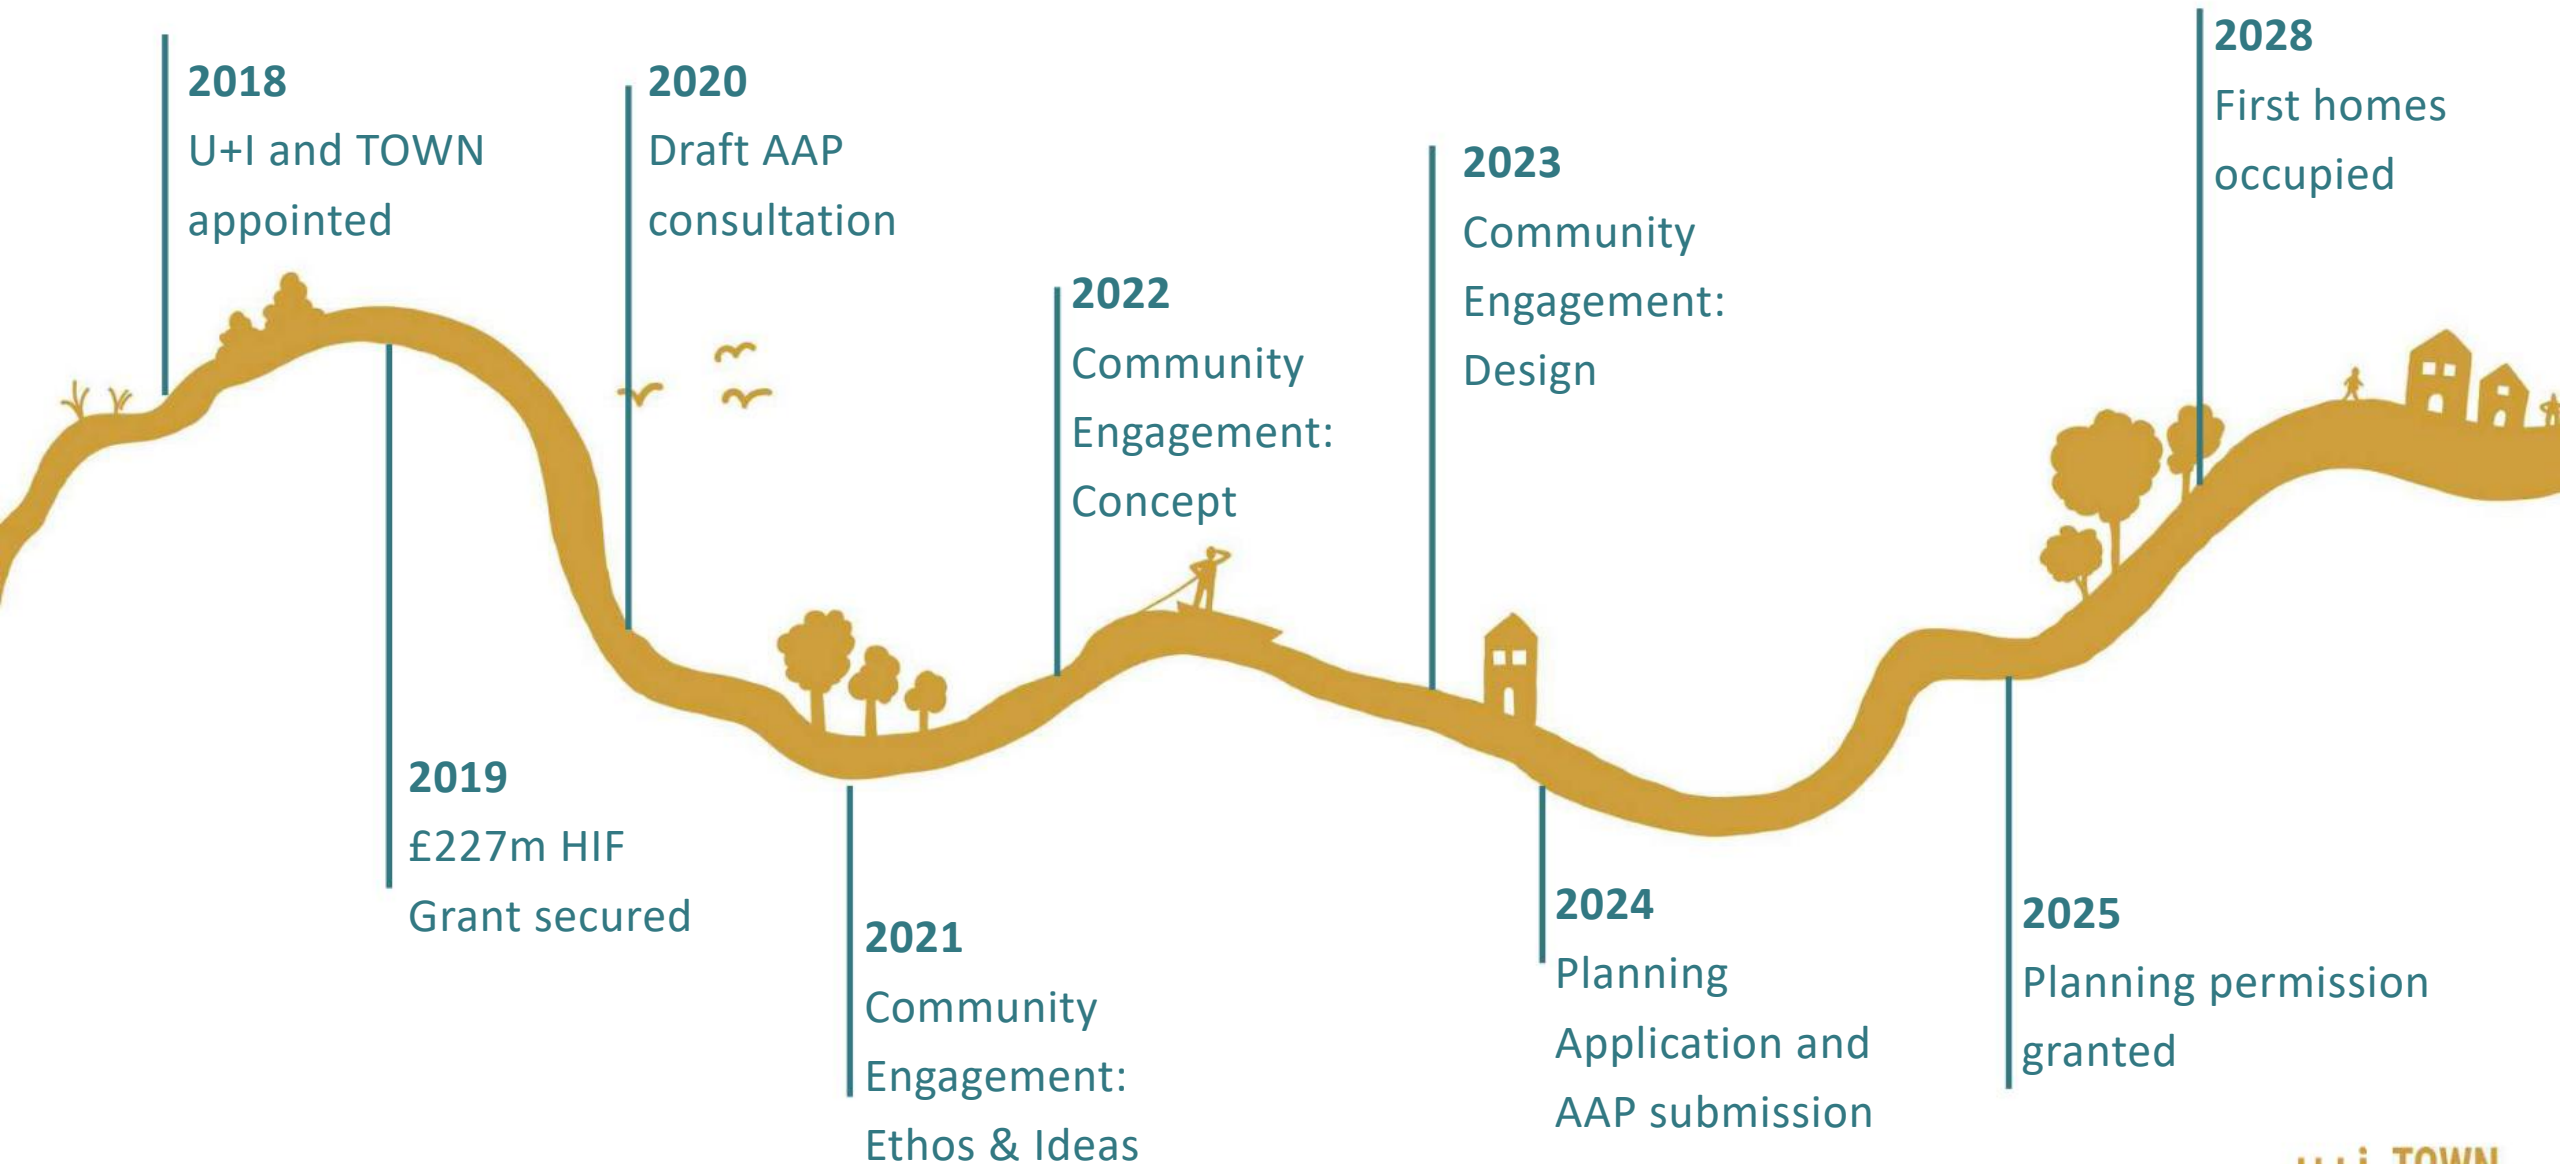 2018
U+I and TOWN
appointed
2019
£227m HIF
Grant secured
2020
Draft AAP
consultation
2021
Community
Engagement:
Ethos & Ideas
2022
Community
Engagement:
Concept
2023
Community
Engagement:
Design
2024
Planning
Application and
AAP submission
2025
Planning permission
granted
2028
First homes
occupied
TOWN